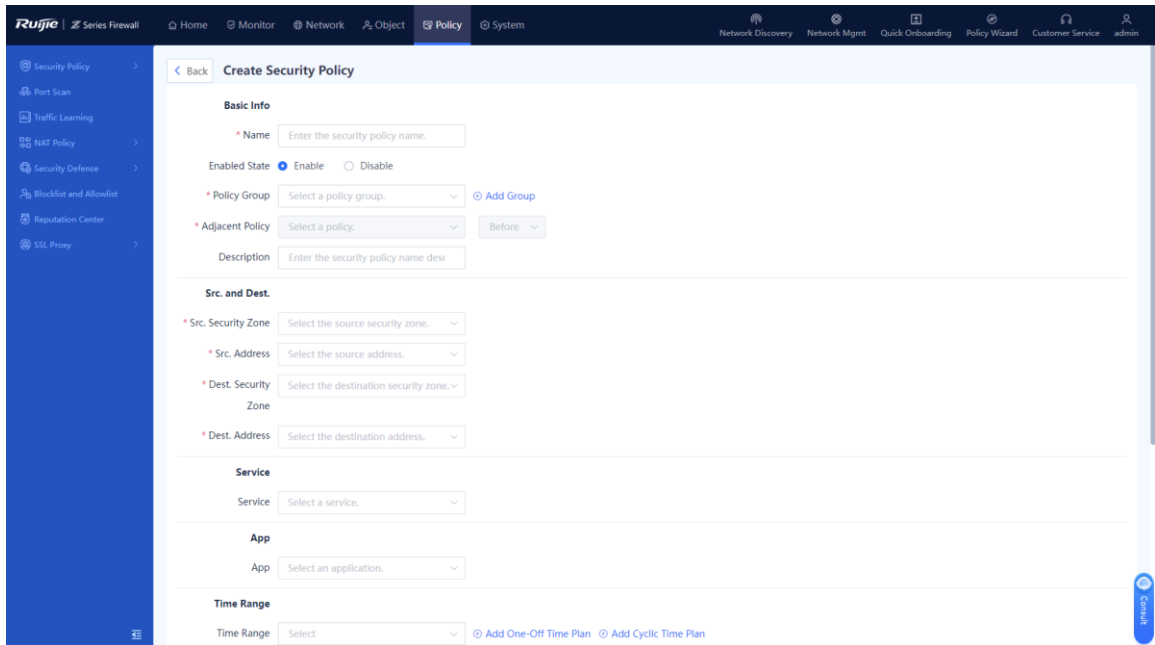 Ruijie | Z Series Firewall
Home Monitor Network Object Policy System
Network Discovery Network Mgmt Quick Onboarding Policy Wizard Customer Service admin
Security Policy
Port Scan
Traffic Learning
NAT Policy
Security Defense
Blocklist and Allowlist
Reputation Center
SSL Proxy
Back Create Security Policy
Basic Info
* Name Enter the security policy name.
Enabled State Enable Disable
* Policy Group Select a policy group. Add Group
* Adjacent Policy Select a policy. Before
Description Enter the security policy name desc
Src. and Dest.
* Src. Security Zone Select the source security zone.
* Src. Address Select the source address.
* Dest. Security Select the destination security zone.
Zone
* Dest. Address Select the destination address.
Service
Service Select a service.
App
App Select an application.
Time Range
Time Range Select Add One-Off Time Plan Add Cyclic Time Plan
Consult